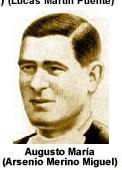 .) (Lucas Martín Puente)
Augusto María
(Arsenio Merino Miguel)